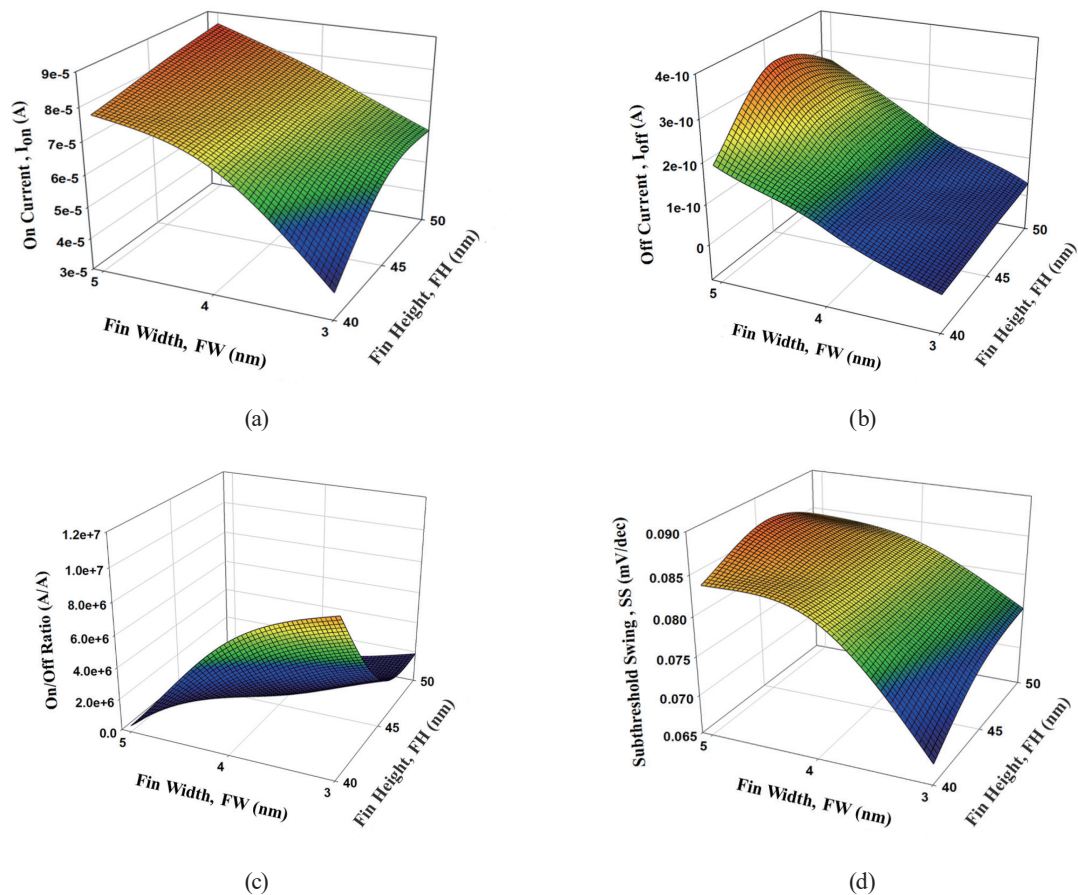 On Current , Ion (A)
9e-5
8e-5
7e-5
6e-5
5e-5
4e-5
3e-5
5
4
3
Fin Width, FW (nm)
40
45
50
Fin Height, FH (nm)
(a)
Off Current , Ioff (A)
4e-10
3e-10
2e-10
1e-10
0
5
4
3
Fin Width, FW (nm)
40
45
50
Fin Height, FH (nm)
(b)
On/Off Ratio (A/A)
1.2e+7
1.0e+7
8.0e+6
6.0e+6
4.0e+6
2.0e+6
0.0
5
4
3
Fin Width, FW (nm)
40
45
50
Fin Height, FH (nm)
(c)
Subthreshold Swing , SS (mV/dec)
0.090
0.085
0.080
0.075
0.070
0.065
5
4
3
Fin Width, FW (nm)
40
45
50
Fin Height, FH (nm)
(d)